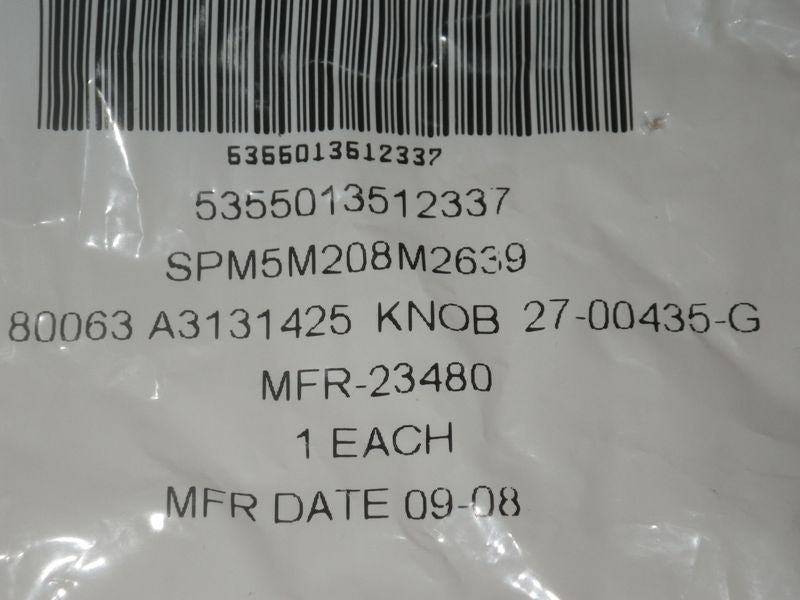 5355013512337
5355013512337
SPM5M208M2639
80063 A3131425 KNOB 27-00435-G
MFR-23480
1 EACH
MFR DATE 09-08